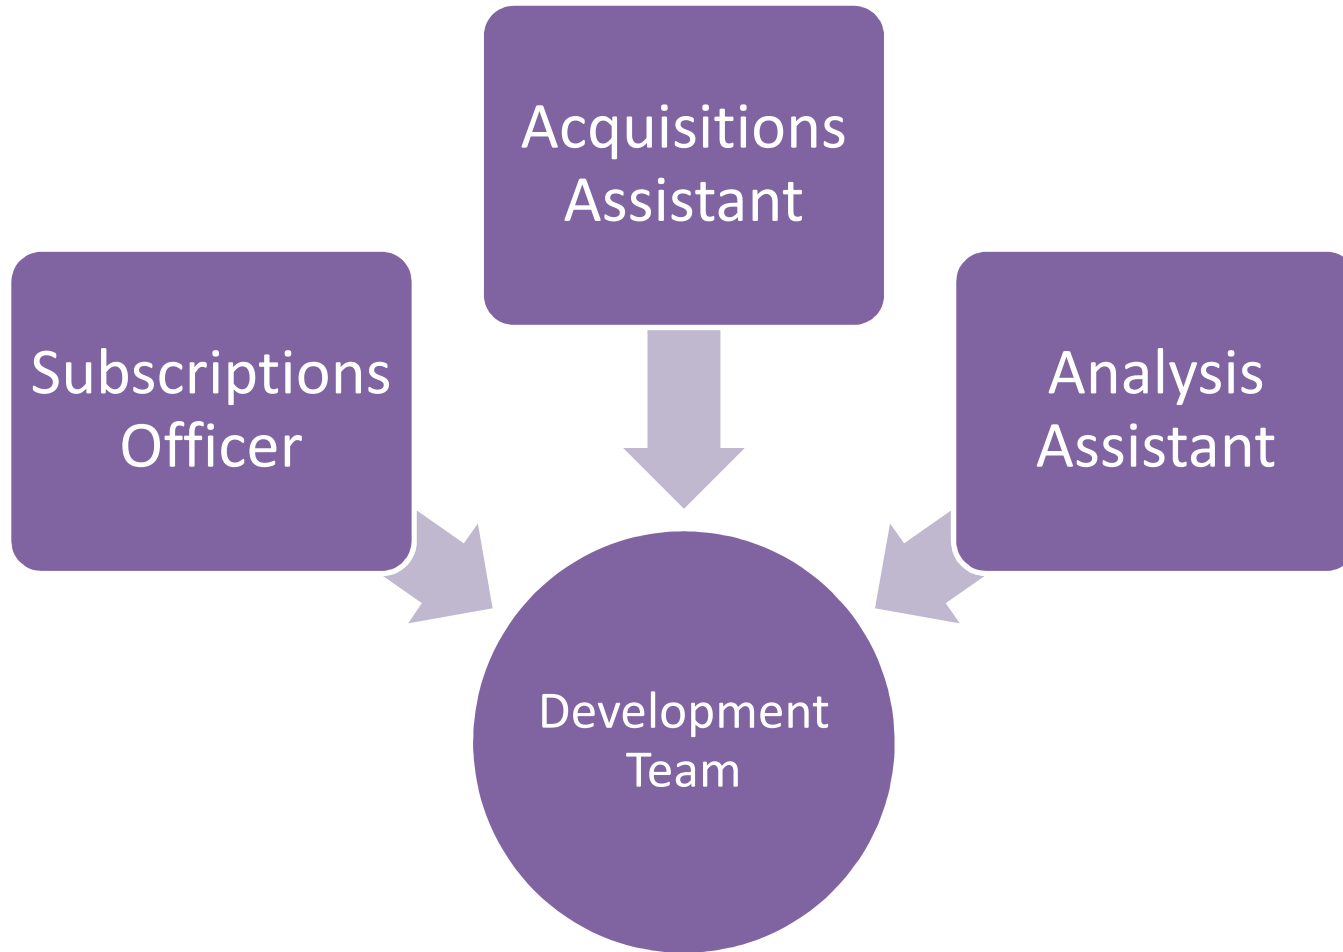 Acquisitions
Assistant
Subscriptions
Officer
Analysis
Assistant
Development
Team